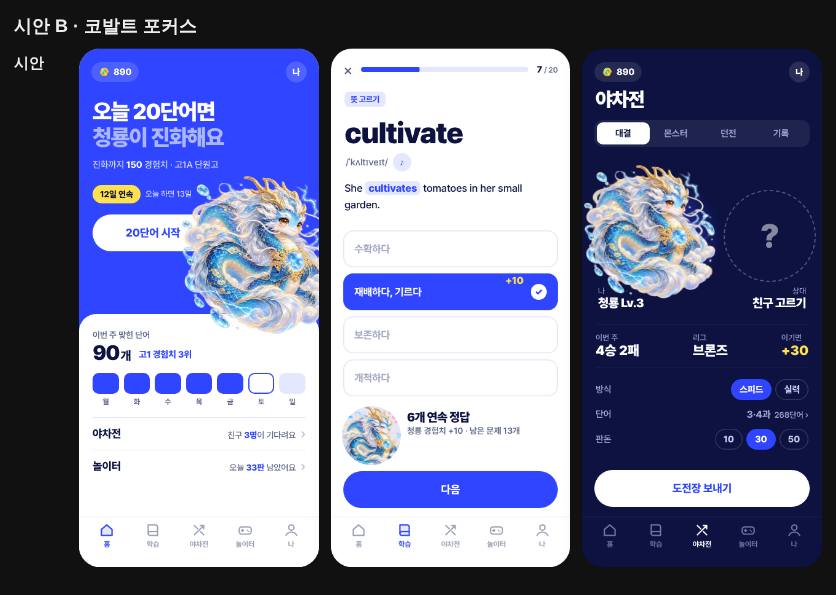 시안 B · 코발트 포커스
시안
890
나
오늘 20단어면
청룡이 진화해요
진화까지 150 경험치 · 고1A 단원고
12일 연속
오늘 하면 13일
20단어 시작
이번 주 맞힌 단어
90개 고1 경험치 3위
월 화 수 목 금 토 일
야차전
친구 3명이 기다려요 ›
놀이터
오늘 33판 남았어요 ›
홈 학습 야차전 놀이터 나
×
7 / 20
뜻 고르기
cultivate
/ˈkʌltɪveɪt/ ♪
She cultivates tomatoes in her small
garden.
수확하다
재배하다, 기르다
+10
보존하다
개척하다
6개 연속 정답
청룡 경험치 +10 · 남은 문제 13개
다음
홈 학습 야차전 놀이터 나
890
나
야차전
대결 몬스터 던전 기록
?
나
청룡 Lv.3
상대
친구 고르기
이번 주
4승 2패
리그
브론즈
이기면
+30
방식
스피드 실력
단어
3·4과 268단어 ›
판돈
10 30 50
도전장 보내기
홈 학습 야차전 놀이터 나